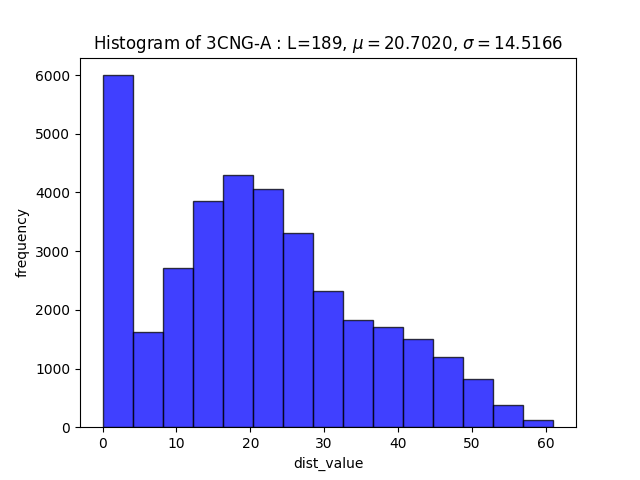 Histogram of 3CNG-A : L=189, μ = 20.7020, σ = 14.5166
6000
5000
4000
3000
2000
1000
0
frequency
0 10 20 30 40 50 60
dist_value